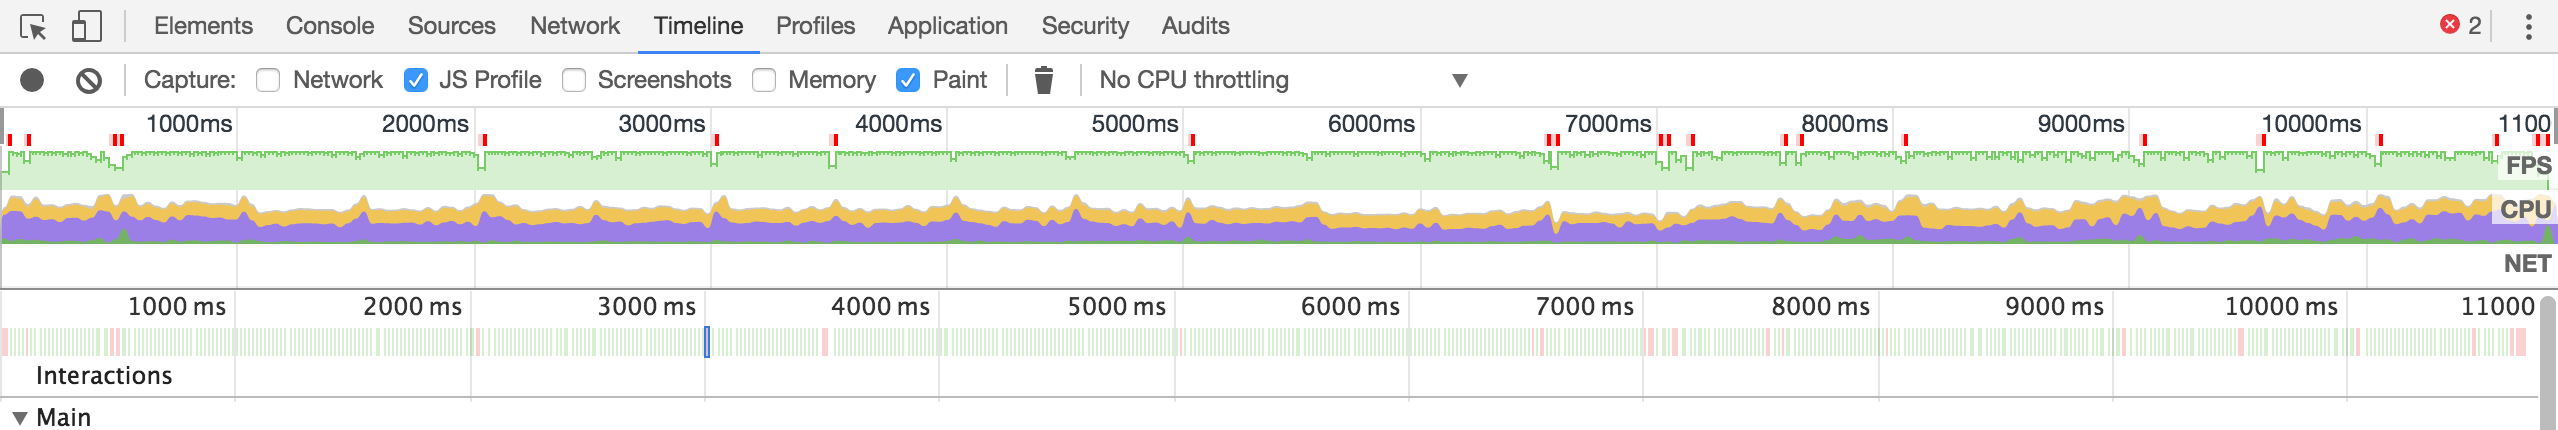 Elements Console Sources Network Timeline Profiles Application Security Audits 2
Capture: Network JS Profile Screenshots Memory Paint No CPU throttling
1000ms 2000ms 3000ms 4000ms 5000ms 6000ms 7000ms 8000ms 9000ms 10000ms 1100
FPS
CPU
NET
1000 ms 2000 ms 3000 ms 4000 ms 5000 ms 6000 ms 7000 ms 8000 ms 9000 ms 10000 ms 11000
Interactions
Main